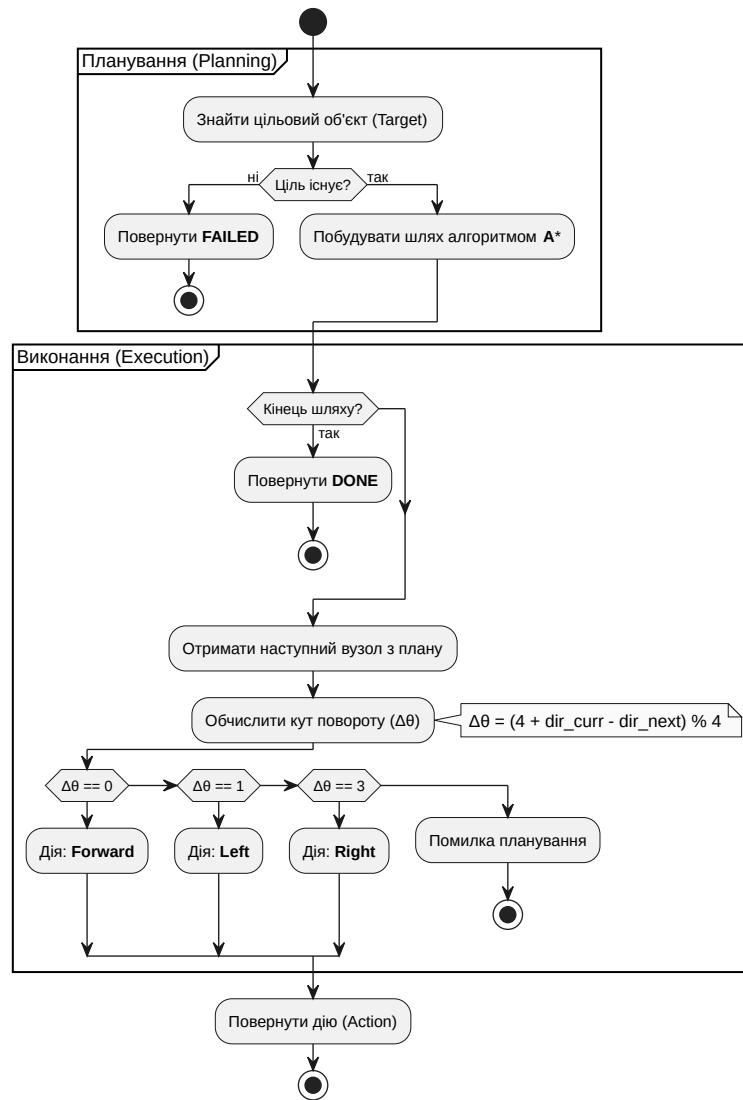 Планування (Planning)
Знайти цільовий об'єкт (Target)
ні
Ціль існує?
так
Повернути FAILED
Побудувати шлях алгоритмом A*
Виконання (Execution)
Кінець шляху?
так
Повернути DONE
Отримати наступний вузол з плану
Обчислити кут повороту (Δθ)
Δθ = (4 + dir_curr - dir_next) % 4
Δθ == 0
Δθ == 1
Δθ == 3
Дія: Forward
Дія: Left
Дія: Right
Помилка планування
Повернути дію (Action)